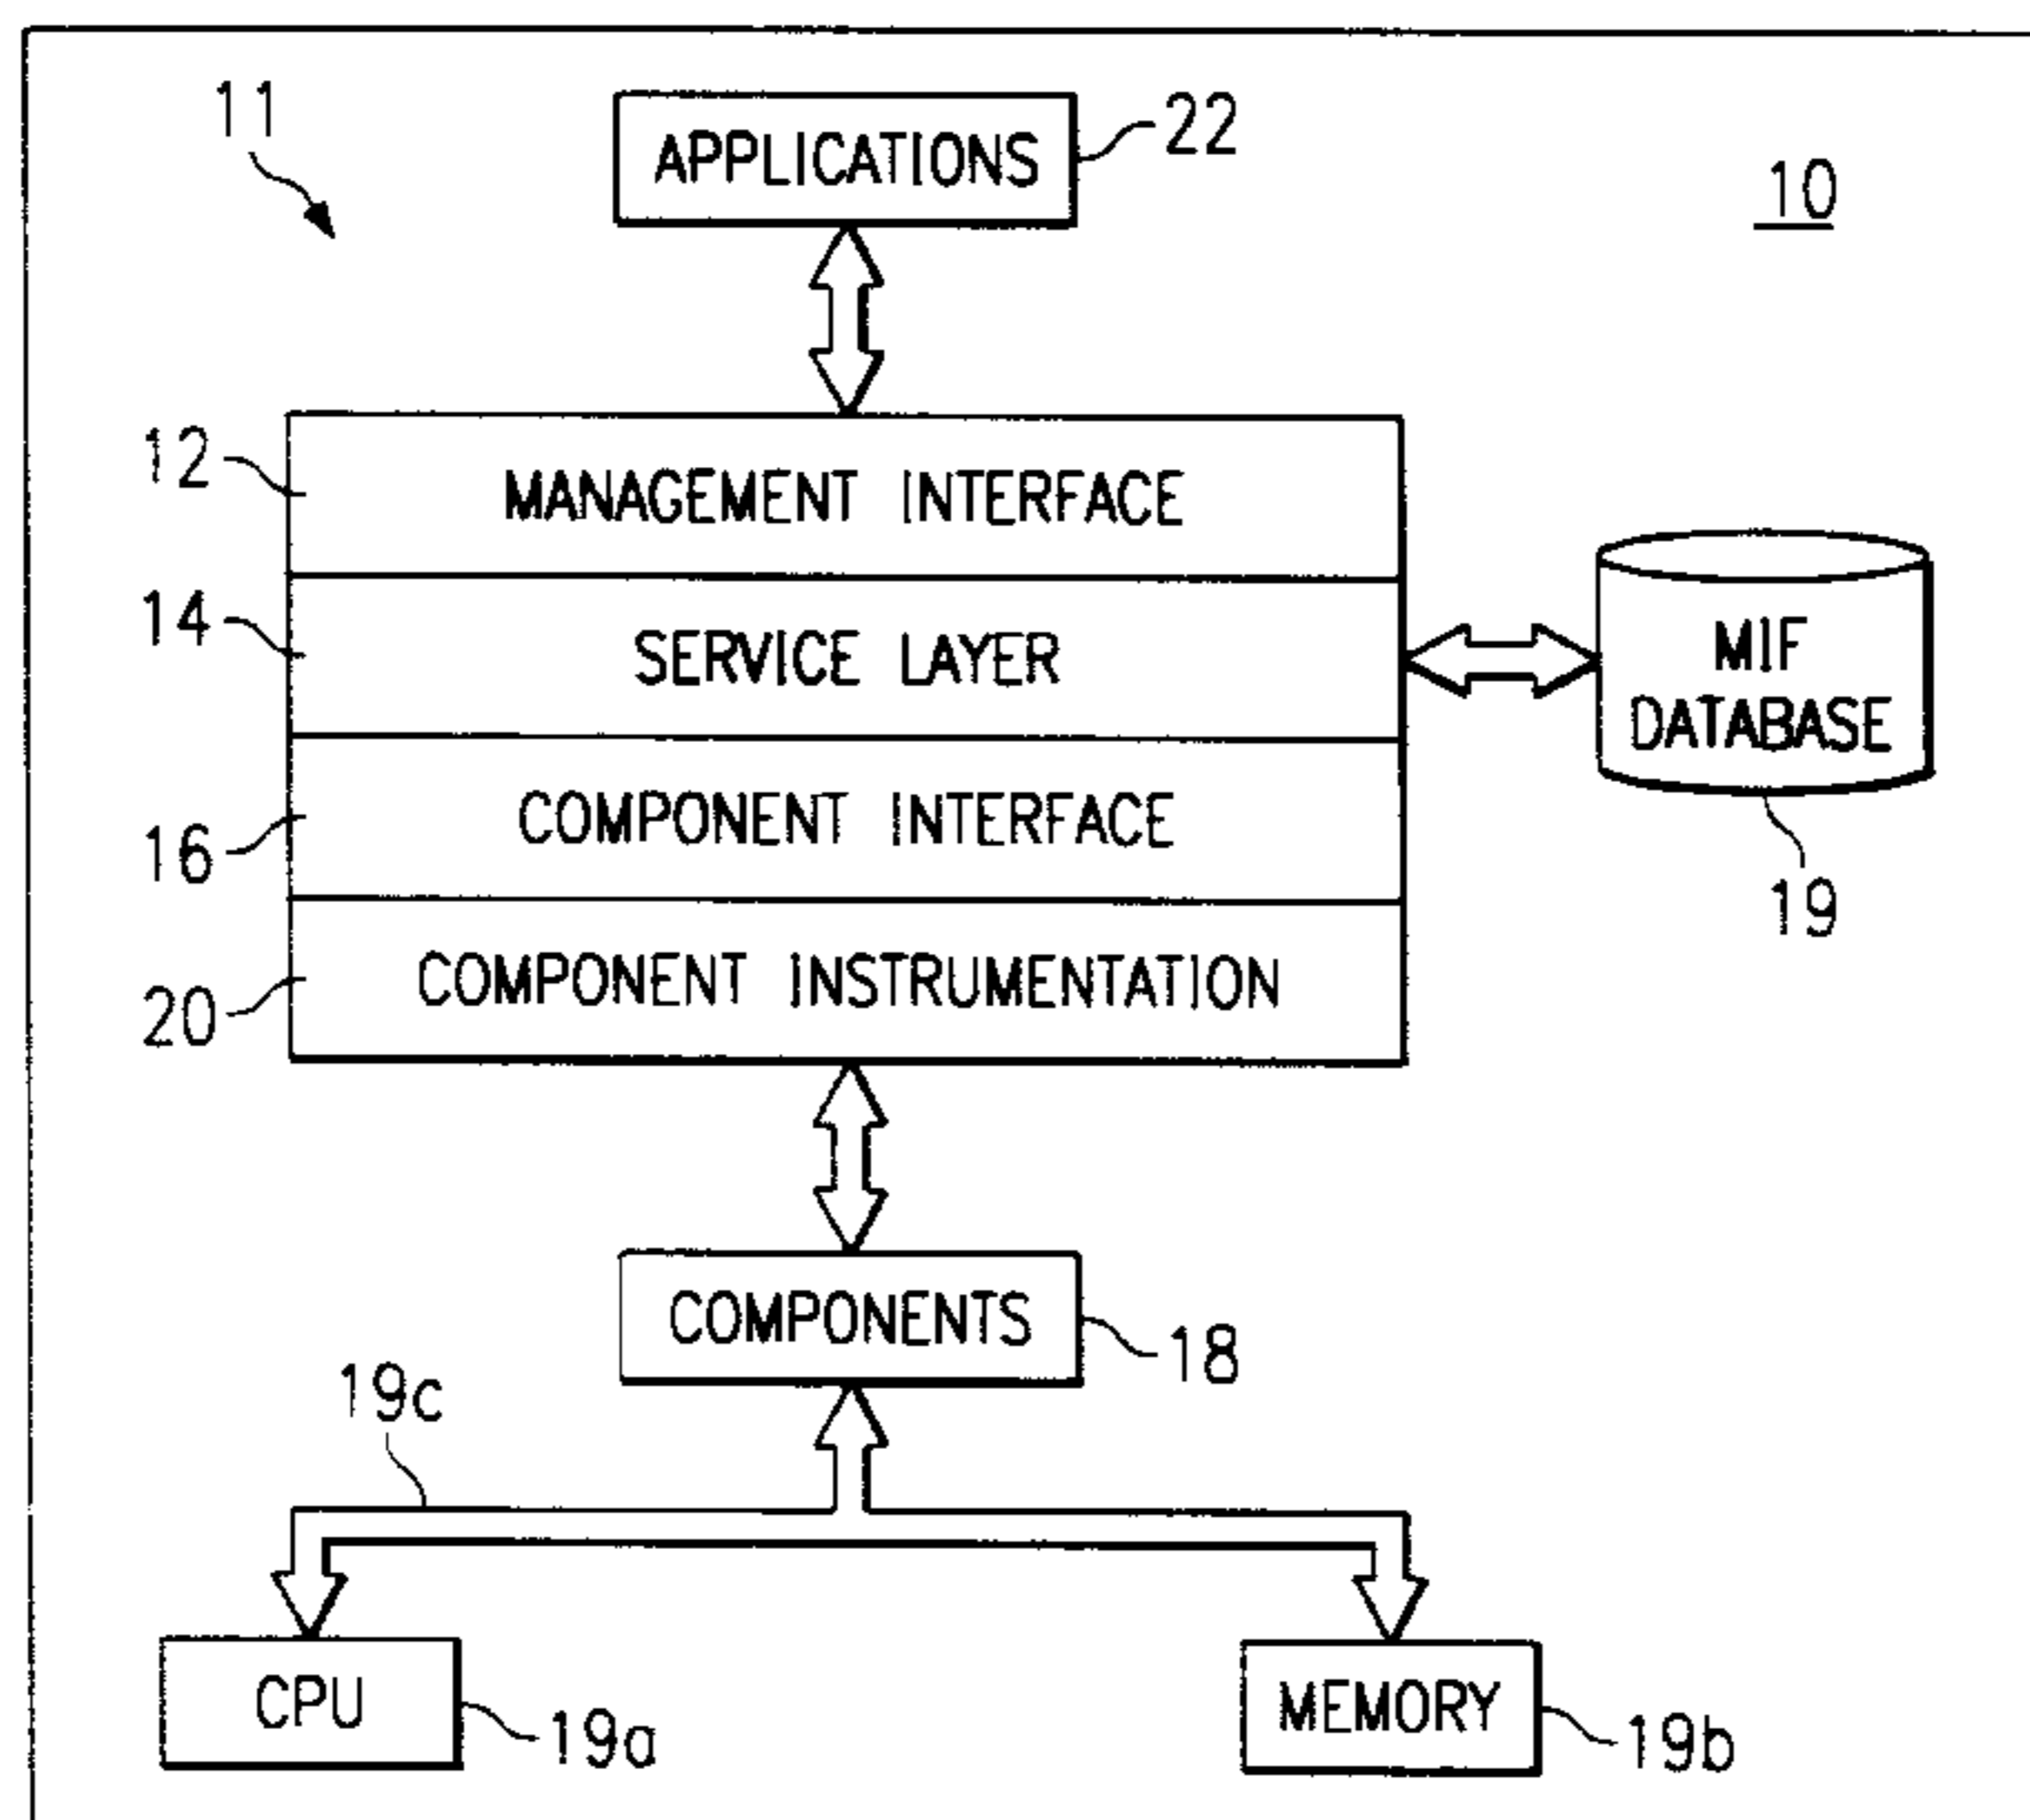 11
APPLICATIONS
22
10
12
MANAGEMENT INTERFACE
14
SERVICE LAYER
MIF
DATABASE
16
COMPONENT INTERFACE
19
20
COMPONENT INSTRUMENTATION
COMPONENTS
18
19c
CPU
19a
MEMORY
19b